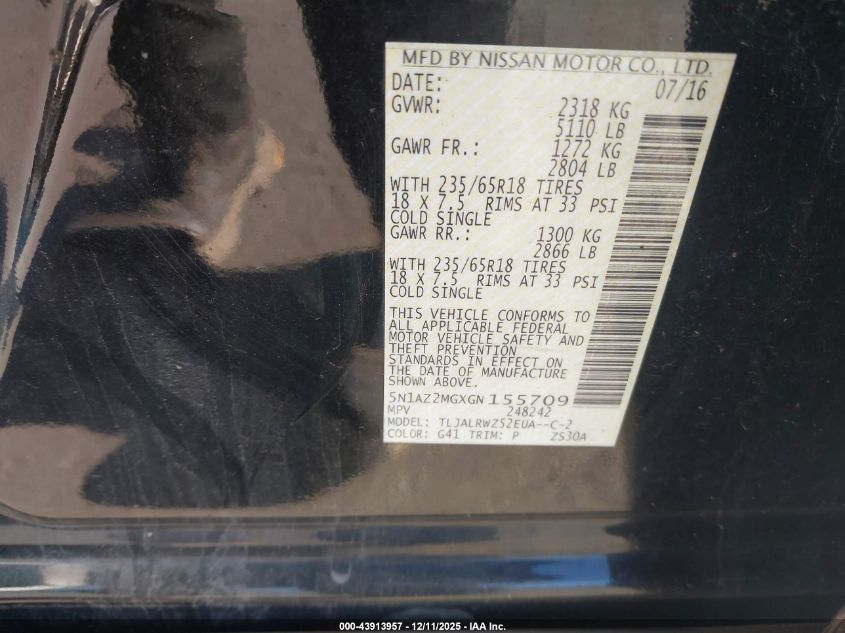 MFD BY NISSAN MOTOR CO., LTD.
DATE: 07/16
GVWR: 2318 KG
5110 LB
GAWR FR.: 1272 KG
2804 LB
WITH 235/65R18 TIRES
18 X 7.5 RIMS AT 33 PSI
COLD SINGLE
GAWR RR.: 1300 KG
2866 LB
WITH 235/65R18 TIRES
18 X 7.5 RIMS AT 33 PSI
COLD SINGLE
THIS VEHICLE CONFORMS TO
ALL APPLICABLE FEDERAL
MOTOR VEHICLE SAFETY AND
THEFT PREVENTION
STANDARDS IN EFFECT ON
THE DATE OF MANUFACTURE
SHOWN ABOVE.
5N1AZ2MGXGN 155709
MPV 248242
MODEL: TLJALRWZ52EUA--C-2
COLOR: G41 TRIM: P ZS30A
000-43913957 - 12/11/2025 - IAA Inc.